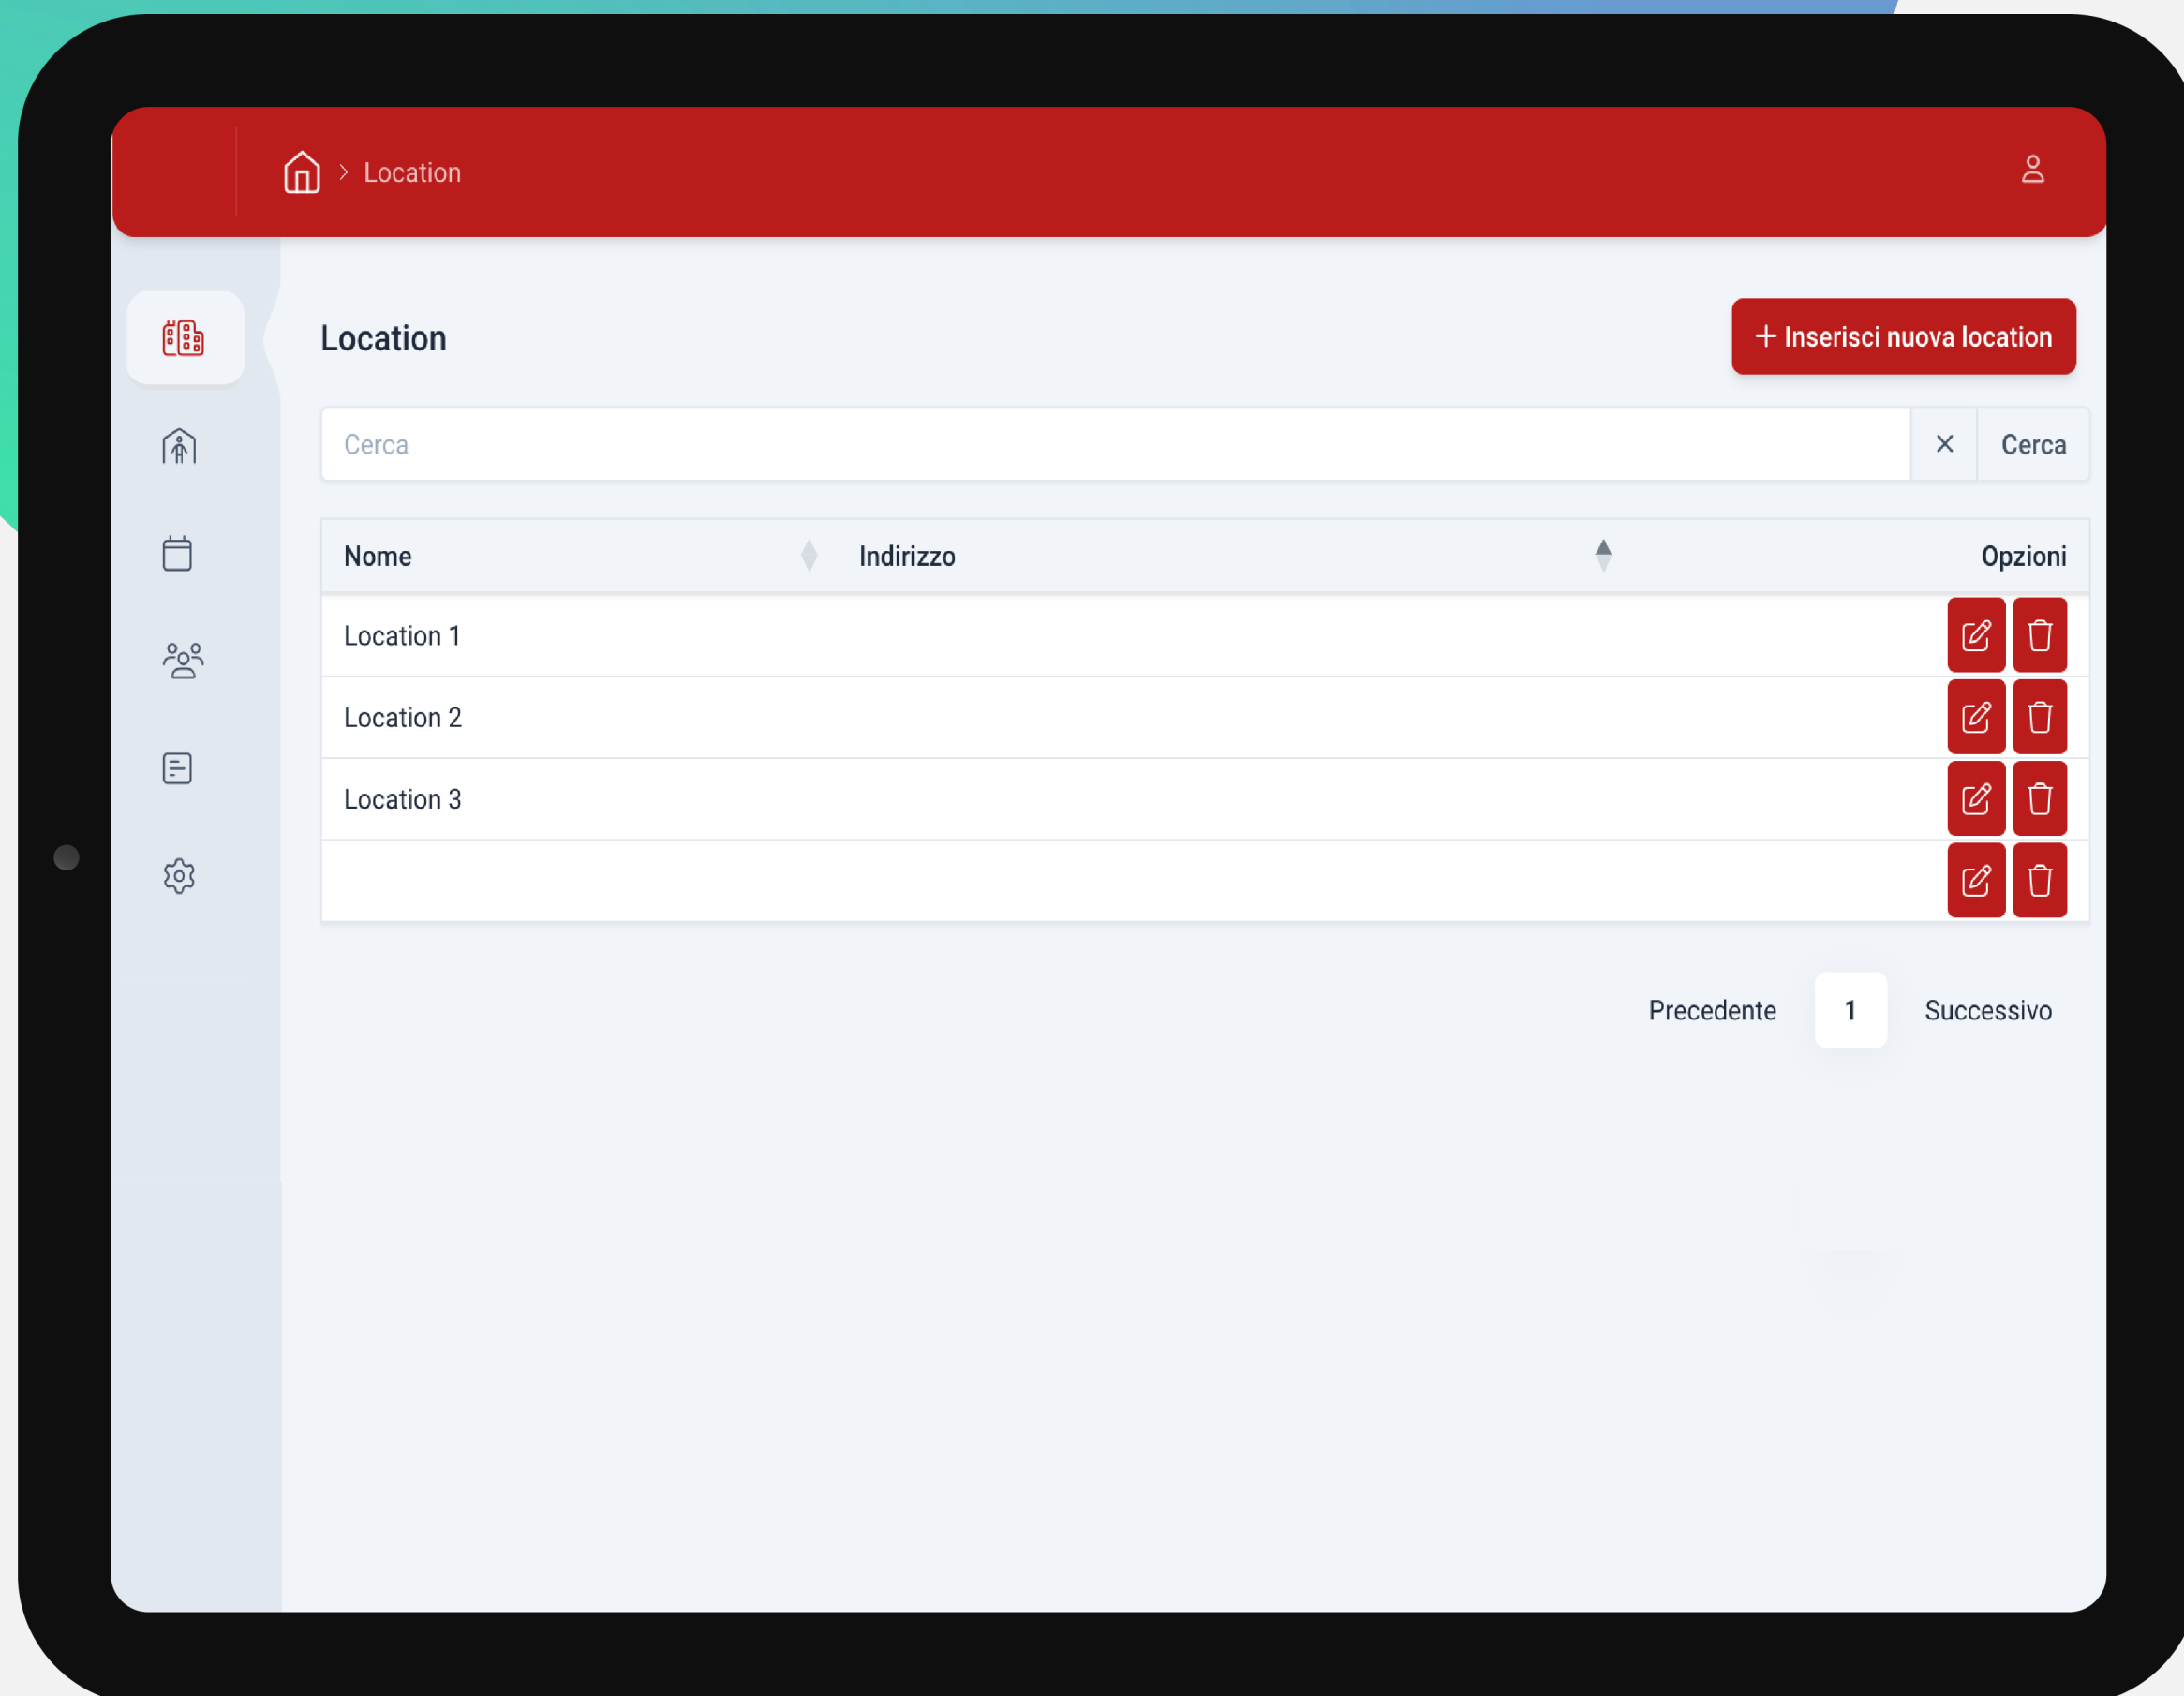 Location
Location
+ Inserisci nuova location
Cerca
Cerca
Nome
Indirizzo
Opzioni
Location 1
Location 2
Location 3
Precedente
1
Successivo